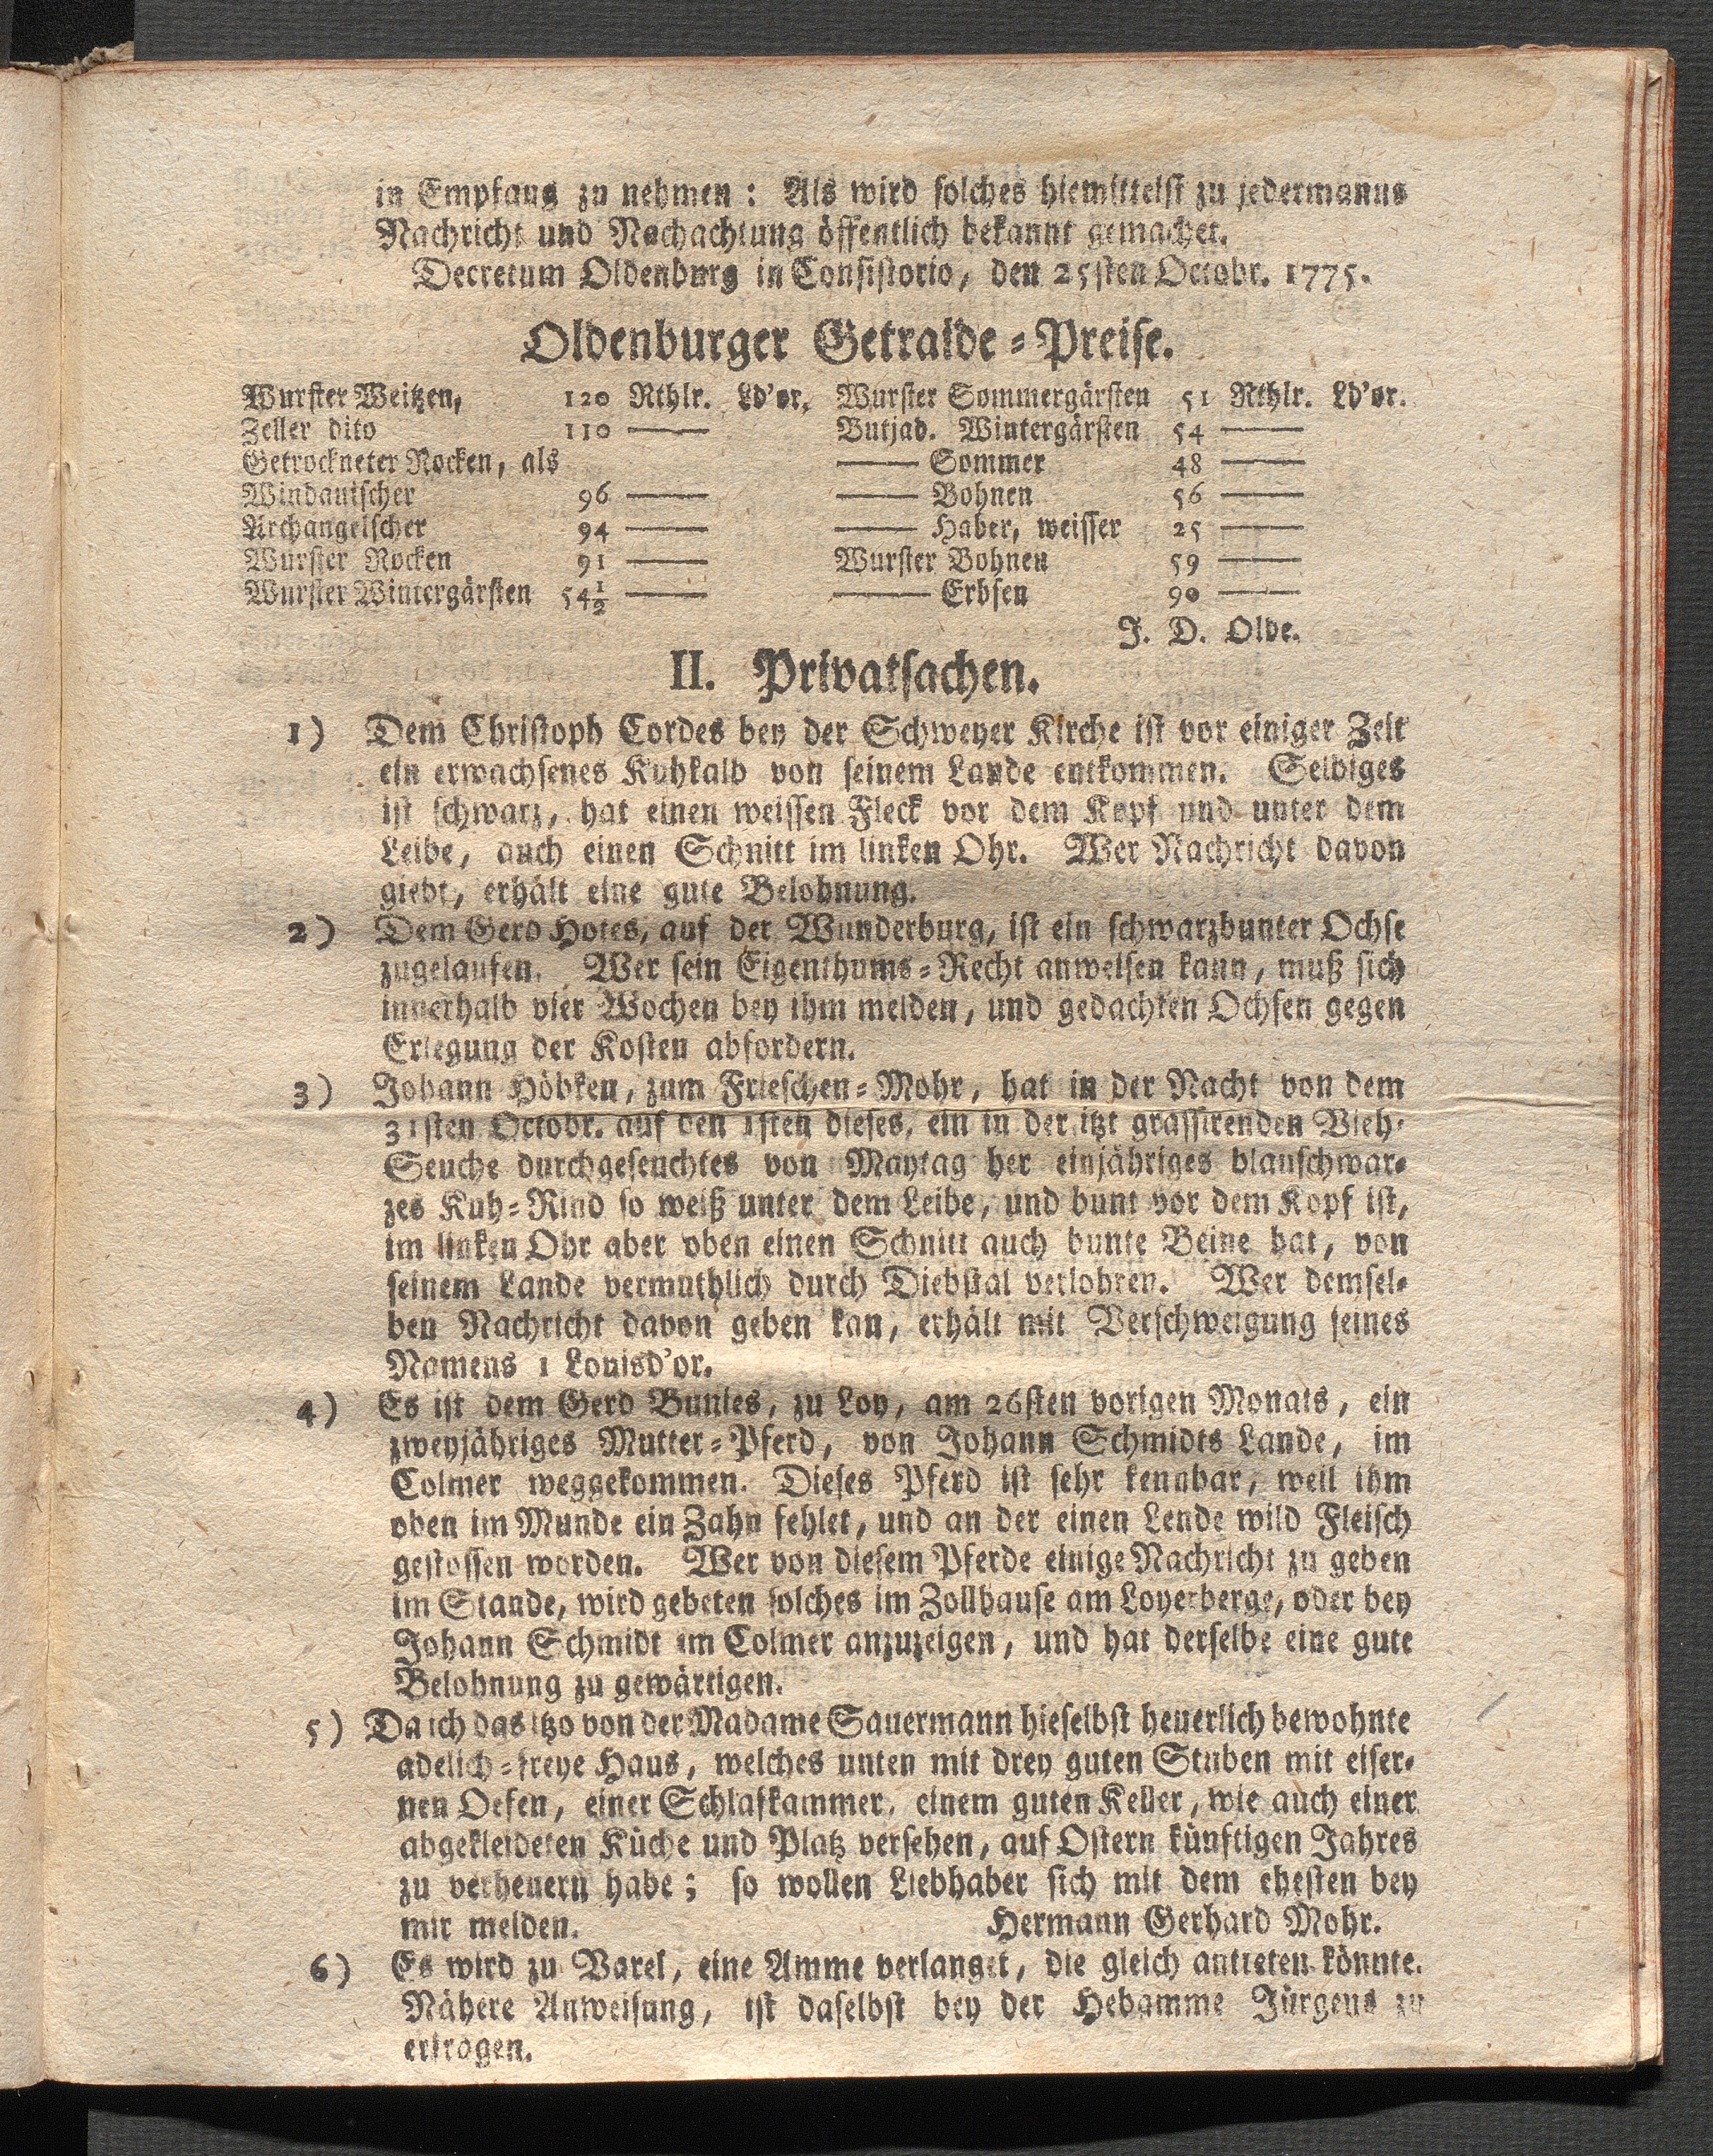 in Empfang zu nehmen: Als wird solches hiemittelst zu jedermanns
Nachricht und Nachachtung öffentlich bekannt gemachet.
Decretum Oldenburg in Consistorio, den 25sten Octobr. 1775.
Oldenburger Getraide-Preise.
Wurster Weitzen, 120 Rthlr. Ld'or. Wurster Sommergärsten 51 Rthlr. Ld'or.
Zeller dito 110 —— Butjad. Wintergärsten 54 ——
Getrockneter Rocken, als —— Sommer 48 ——
Windauischer 96 —— —— Bohnen 56 ——
Archangelscher 94 —— —— Haber, weisser 25 ——
Wurster Rocken 91 —— Wurster Bohnen 59 ——
Wurster Wintergärsten 54½ —— —— Erbsen 90 ——
J. D. Olde.
II. Privatsachen.
1) Dem Christoph Cordes bey der Schweyer Kirche ist vor einiger Zeit
ein erwachsenes Kuhkalb von seinem Lande entkommen. Selbiges
ist schwarz, hat einen weissen Fleck vor dem Kopf und unter dem
Leibe, auch einen Schnitt im linken Ohr. Wer Nachricht davon
giebt, erhält eine gute Belohnung.
2) Dem Gerd Hotes, auf der Wunderburg, ist ein schwarzbunter Ochse
zugelaufen. Wer sein Eigenthums-Recht anweisen kann, muß sich
innerhalb vier Wochen bey ihm melden, und gedachten Ochsen gegen
Erlegung der Kosten abfordern.
3) Johann Höbken, zum Frieschen-Mohr, hat in der Nacht von dem
31sten Octobr. auf den 1sten dieses, ein in der itzt grassirenden Vieh-
Seuche durchgeseuchtes von Maytag her einjähriges blauschwar-
zes Kuh-Rind so weiß unter dem Leibe, und bunt vor dem Kopf ist,
im linken Ohr aber oben einen Schnitt auch bunte Beine hat, von
seinem Lande vermuthlich durch Diebstal verlohren. Wer demsel-
ben Nachricht davon geben kan, erhält mit Verschweigung seines
Namens 1 Louisd'or.
4) Es ist dem Gerd Bunies, zu Loy, am 26sten vorigen Monats, ein
zweyjähriges Mutter-Pferd, von Johann Schmidts Lande, im
Colmer weggekommen. Dieses Pferd ist sehr kennbar, weil ihm
oben im Munde ein Zahn fehlet, und an der einen Lende wild Fleisch
gestossen worden. Wer von diesem Pferde einige Nachricht zu geben
im Stande, wird gebeten solches im Zollhause am Loyerberge, oder bey
Johann Schmidt im Colmer anzuzeigen, und hat derselbe eine gute
Belohnung zu gewärtigen.
5) Da ich das itzo von der Madame Sauermann hieselbst heuerlich bewohnte
adelich-freye Haus, welches unten mit drey guten Stuben mit eiser-
nen Oefen, einer Schlafkammer, einem guten Keller, wie auch einer
abgekleideten Küche und Platz versehen, auf Ostern künftigen Jahres
zu verheuern habe; so wollen Liebhaber sich mit dem ehesten bey
mir melden. Hermann Gerhard Mohr.
6) Es wird zu Varel, eine Amme verlanget, die gleich antreten könnte.
Nähere Anweisung, ist daselbst bey der Hebamme Jürgens zu
erfragen.